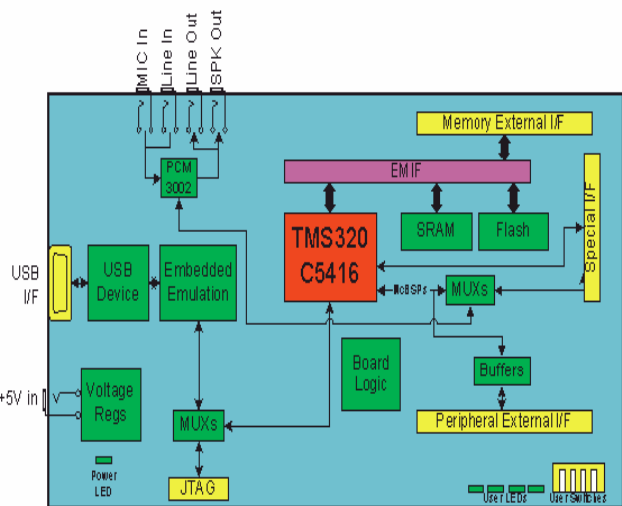 MIC In
Line In
Line Out
SPK Out
Memory External I/F
PCM
3002
EMIF
TMS320
C5416
SRAM
Flash
Special I/F
USB
I/F
USB
Device
Embedded
Emulation
McBSPs
MUXs
Board
Logic
Buffers
+5V in
Voltage
Regs
MUXs
Peripheral External I/F
Power
LED
JTAG
User LEDs
User Switches